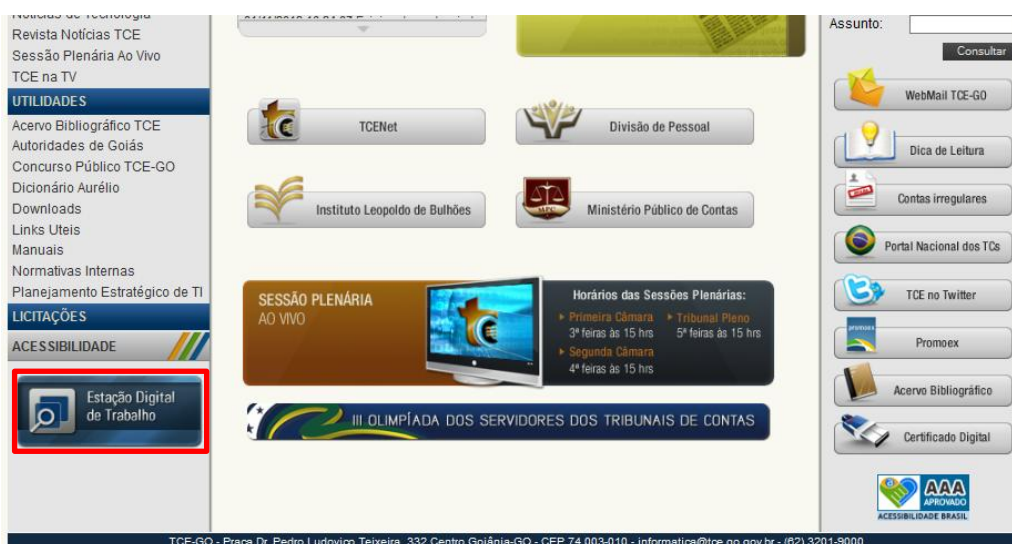 Notícias de Tecnologia
Revista Notícias TCE
Sessão Plenária Ao Vivo
TCE na TV
UTILIDADES
Acervo Bibliográfico TCE
Autoridades de Goiás
Concurso Público TCE-GO
Dicionário Aurélio
Downloads
Links Uteis
Manuais
Normativas Internas
Planejamento Estratégico de TI
LICITAÇÕES
ACESSIBILIDADE
Estação Digital
de Trabalho
TCENet
Divisão de Pessoal
Instituto Leopoldo de Bulhões
MPC
Ministério Público de Contas
SESSÃO PLENÁRIA
AO VIVO
Horários das Sessões Plenárias:
Primeira Câmara
3ª feiras às 15 hrs
Tribunal Pleno
5ª feiras às 15 hrs
Segunda Câmara
4ª feiras às 15 hrs
III OLIMPÍADA DOS SERVIDORES DOS TRIBUNAIS DE CONTAS
Assunto:
Consultar
WebMail TCE-GO
Dica de Leitura
Contas irregulares
Portal Nacional dos TCs
TCE no Twitter
promoex
Promoex
Acervo Bibliográfico
Certificado Digital
AAA
APROVADO
ACESSIBILIDADE BRASIL
TCE-GO - Praça Dr. Pedro Ludovico Teixeira, 332 Centro Goiânia-GO - CEP 74.003-010 - informatica@tce.go.gov.br - (62) 3201-9000